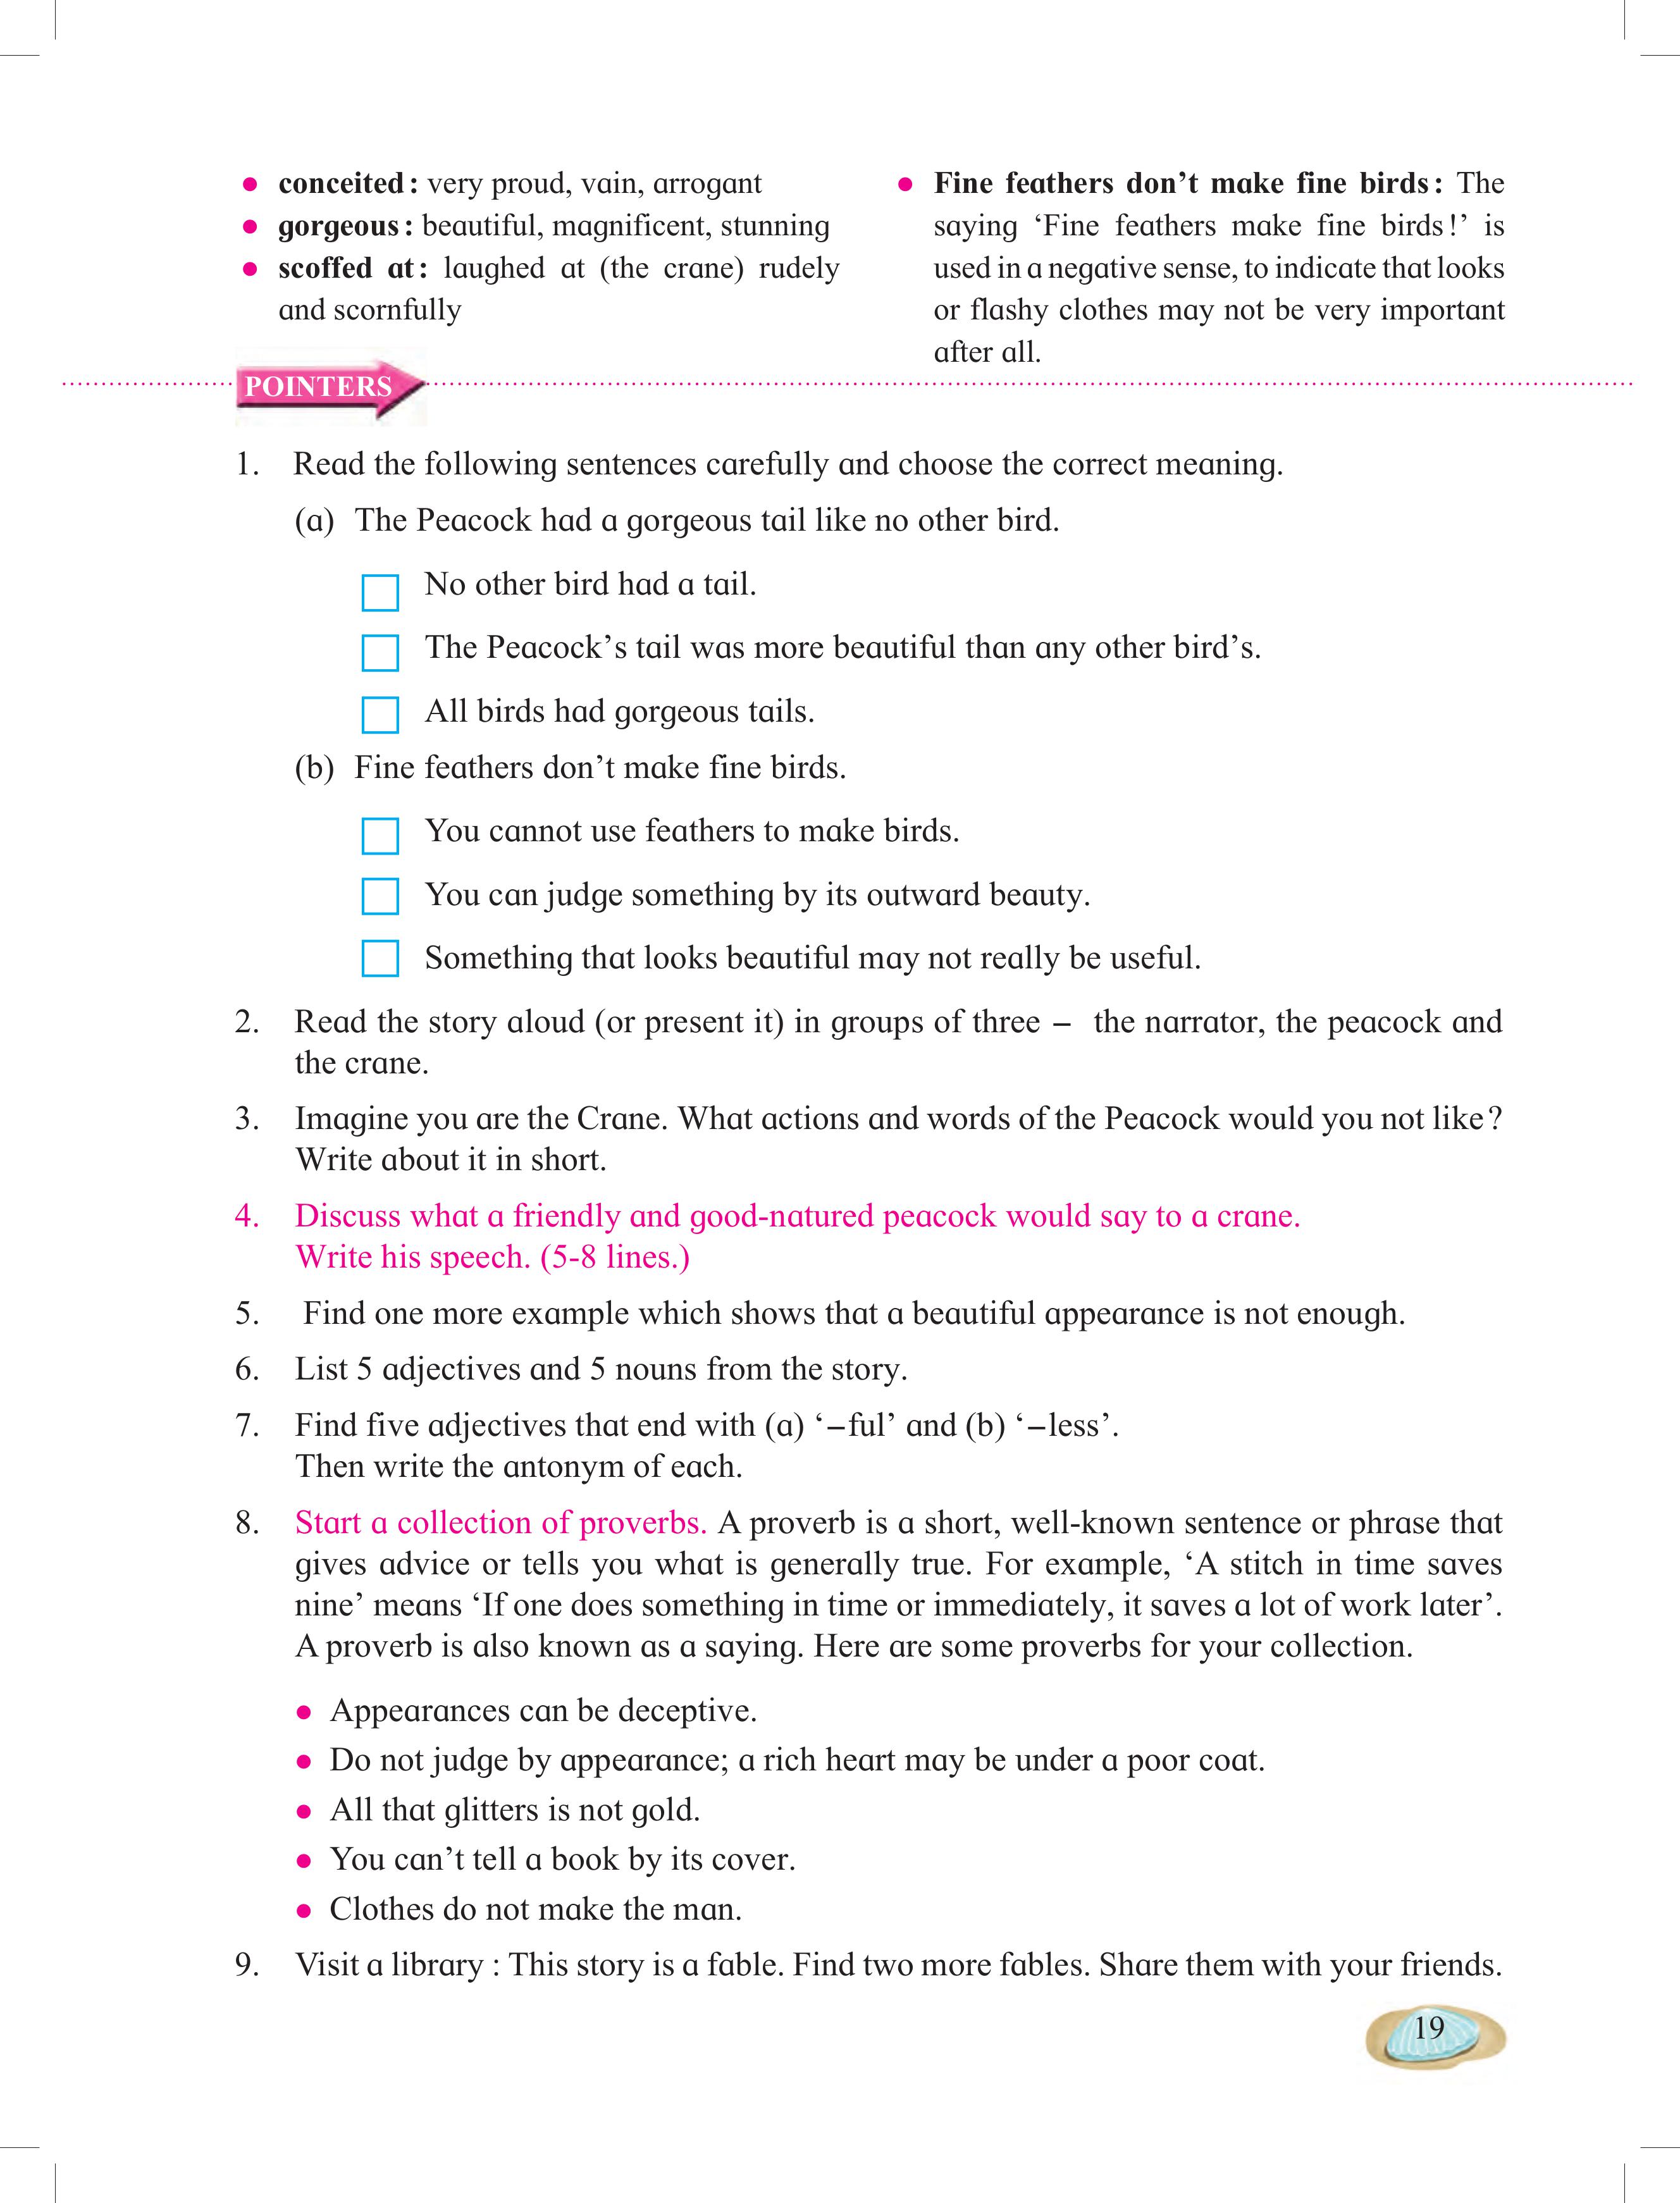 • conceited : very proud, vain, arrogant
• gorgeous : beautiful, magnificent, stunning
• scoffed at : laughed at (the crane) rudely
and scornfully
• Fine feathers don’t make fine birds : The
saying ‘Fine feathers make fine birds !’ is
used in a negative sense, to indicate that looks
or flashy clothes may not be very important
after all.
POINTERS
1. Read the following sentences carefully and choose the correct meaning.
(a) The Peacock had a gorgeous tail like no other bird.
No other bird had a tail.
The Peacock’s tail was more beautiful than any other bird’s.
All birds had gorgeous tails.
(b) Fine feathers don’t make fine birds.
You cannot use feathers to make birds.
You can judge something by its outward beauty.
Something that looks beautiful may not really be useful.
2. Read the story aloud (or present it) in groups of three – the narrator, the peacock and
the crane.
3. Imagine you are the Crane. What actions and words of the Peacock would you not like ?
Write about it in short.
4. Discuss what a friendly and good-natured peacock would say to a crane.
Write his speech. (5-8 lines.)
5. Find one more example which shows that a beautiful appearance is not enough.
6. List 5 adjectives and 5 nouns from the story.
7. Find five adjectives that end with (a) ‘–ful’ and (b) ‘–less’.
Then write the antonym of each.
8. Start a collection of proverbs. A proverb is a short, well-known sentence or phrase that
gives advice or tells you what is generally true. For example, ‘A stitch in time saves
nine’ means ‘If one does something in time or immediately, it saves a lot of work later’.
A proverb is also known as a saying. Here are some proverbs for your collection.
• Appearances can be deceptive.
• Do not judge by appearance; a rich heart may be under a poor coat.
• All that glitters is not gold.
• You can’t tell a book by its cover.
• Clothes do not make the man.
9. Visit a library : This story is a fable. Find two more fables. Share them with your friends.
19